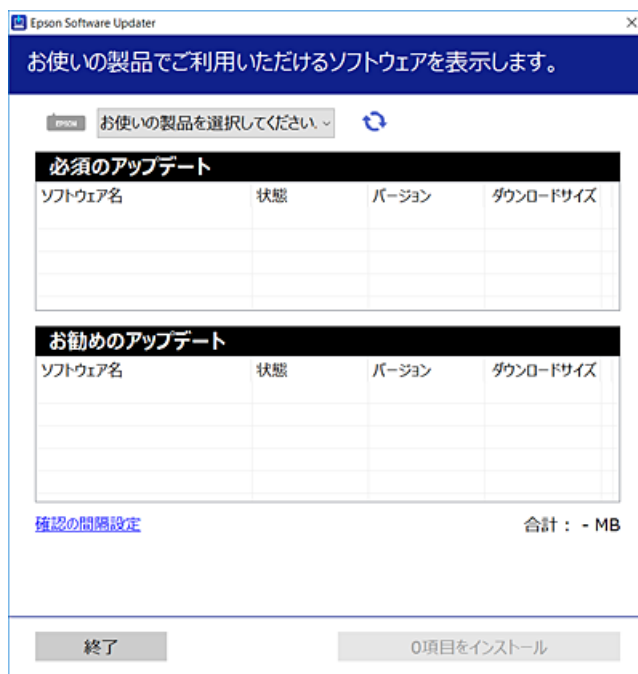 Epson Software Updater
お使いの製品でご利用いただけるソフトウェアを表示します。
EPSON お使いの製品を選択してください.
必須のアップデート
ソフトウェア名 状態 バージョン ダウンロードサイズ
お勧めのアップデート
ソフトウェア名 状態 バージョン ダウンロードサイズ
確認の間隔設定 合計： - MB
終了 0項目をインストール